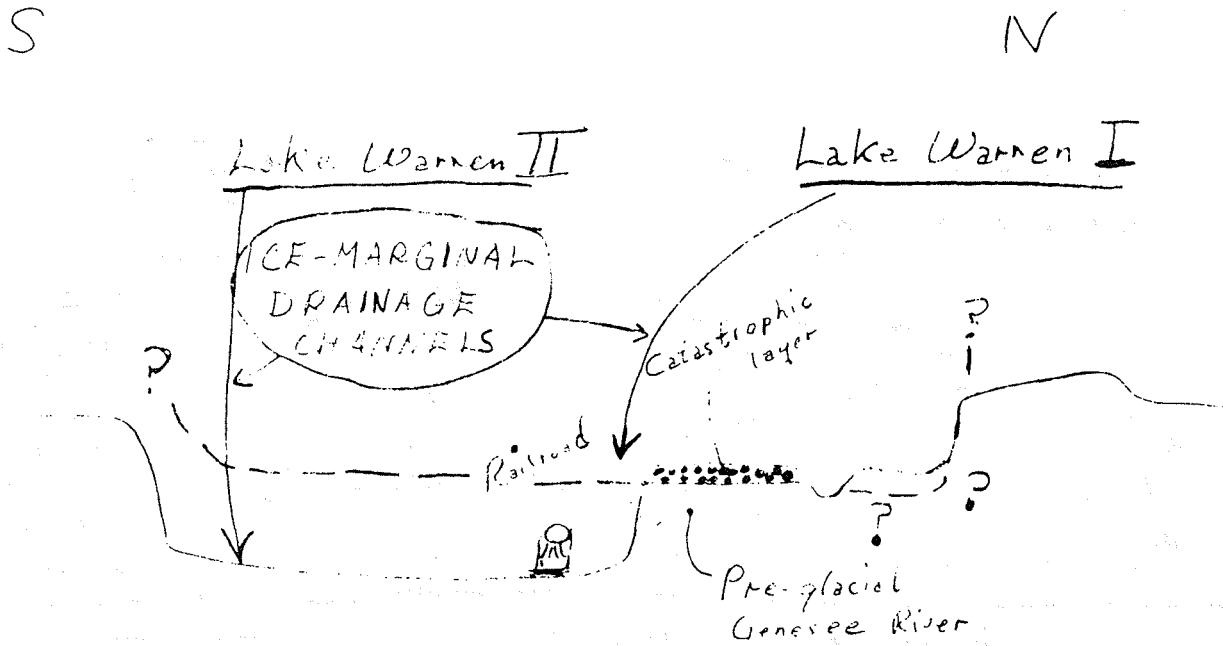 S
N
Lake Warren II
Lake Warren I
ICE-MARGINAL
DRAINAGE
CHANNELS
Catastrophic
layer
?
?
Railroad
?
?
Pre-glacial
Genesee River